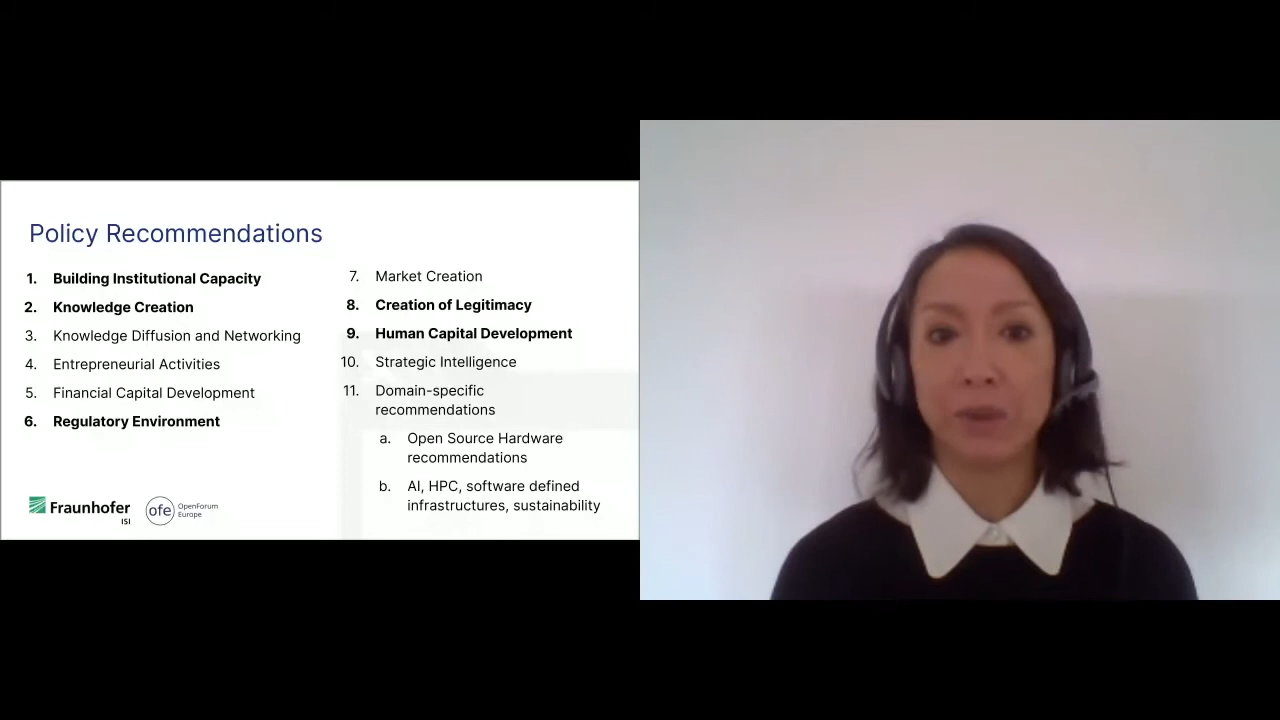 Policy Recommendations
1. Building Institutional Capacity
2. Knowledge Creation
3. Knowledge Diffusion and Networking
4. Entrepreneurial Activities
5. Financial Capital Development
6. Regulatory Environment
7. Market Creation
8. Creation of Legitimacy
9. Human Capital Development
10. Strategic Intelligence
11. Domain-specific
recommendations
a. Open Source Hardware
recommendations
b. AI, HPC, software defined
infrastructures, sustainability
Fraunhofer
ISI
ofe
OpenForum
Europe